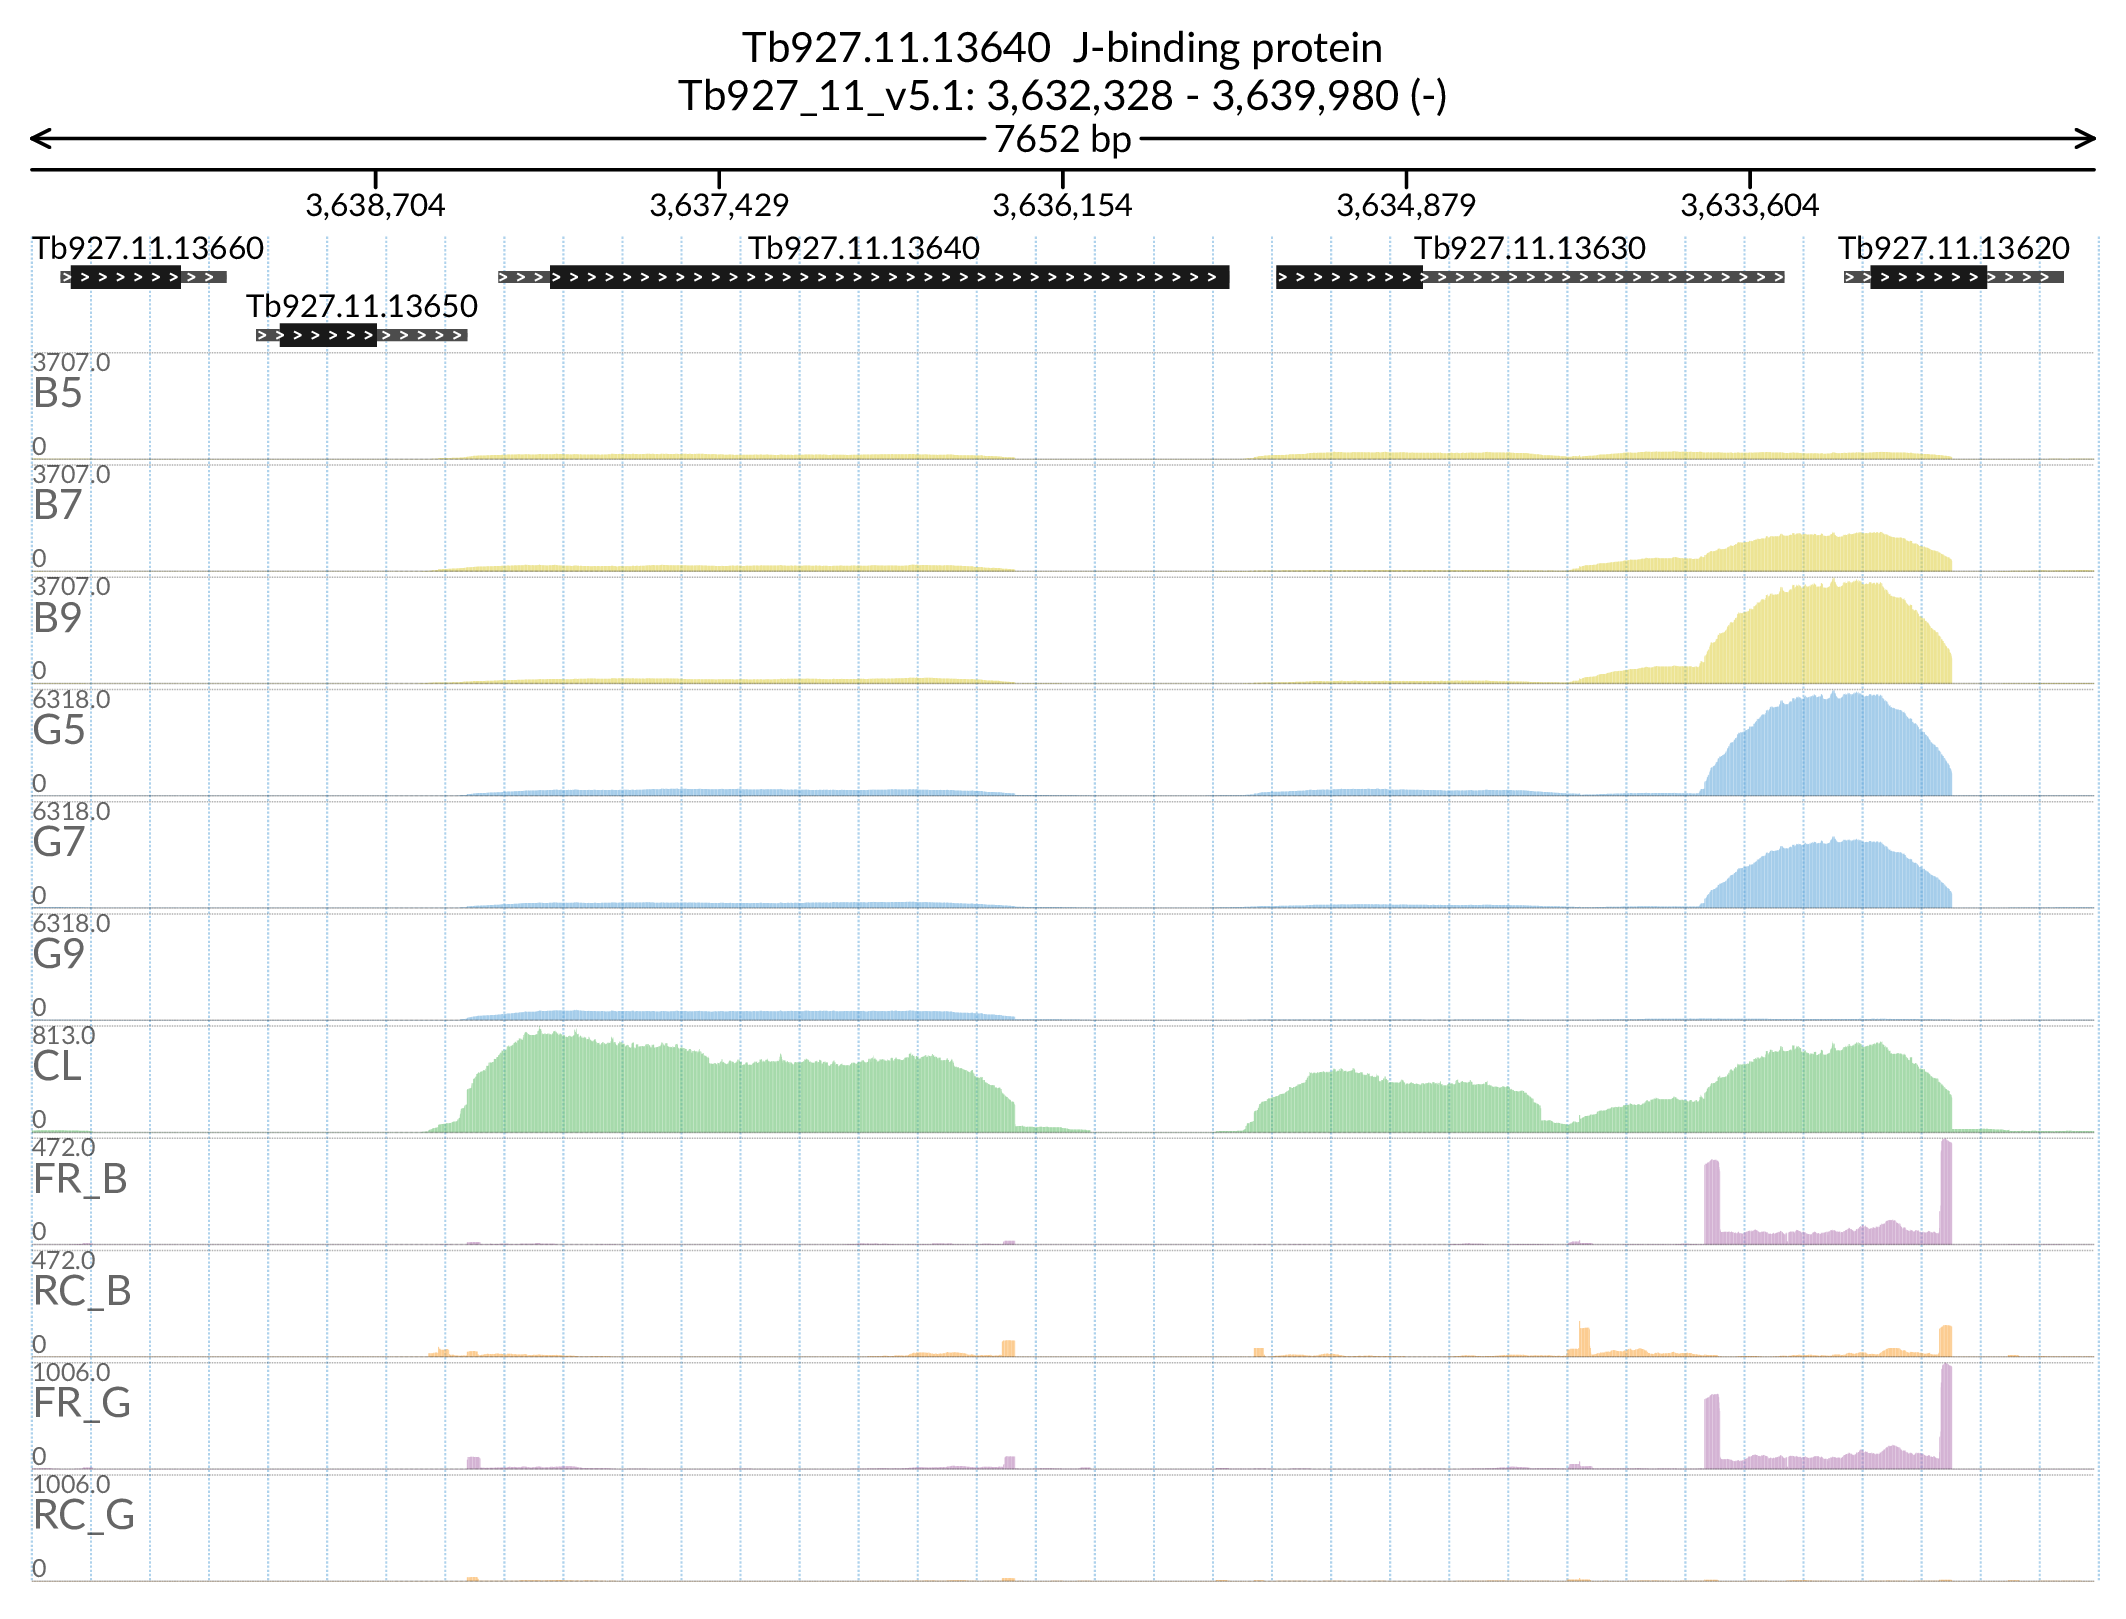 Tb927.11.13640  J-binding protein
Tb927_11_v5.1: 3,632,328 - 3,639,980 (-)
7652 bp
3,638,704 3,637,429 3,636,154 3,634,879 3,633,604
Tb927.11.13660 Tb927.11.13640 Tb927.11.13630 Tb927.11.13620
Tb927.11.13650
3707.0
B5
0
3707.0
B7
0
3707.0
B9
0
6318.0
G5
0
6318.0
G7
0
6318.0
G9
0
813.0
CL
0
472.0
FR_B
0
472.0
RC_B
0
1006.0
FR_G
0
1006.0
RC_G
0